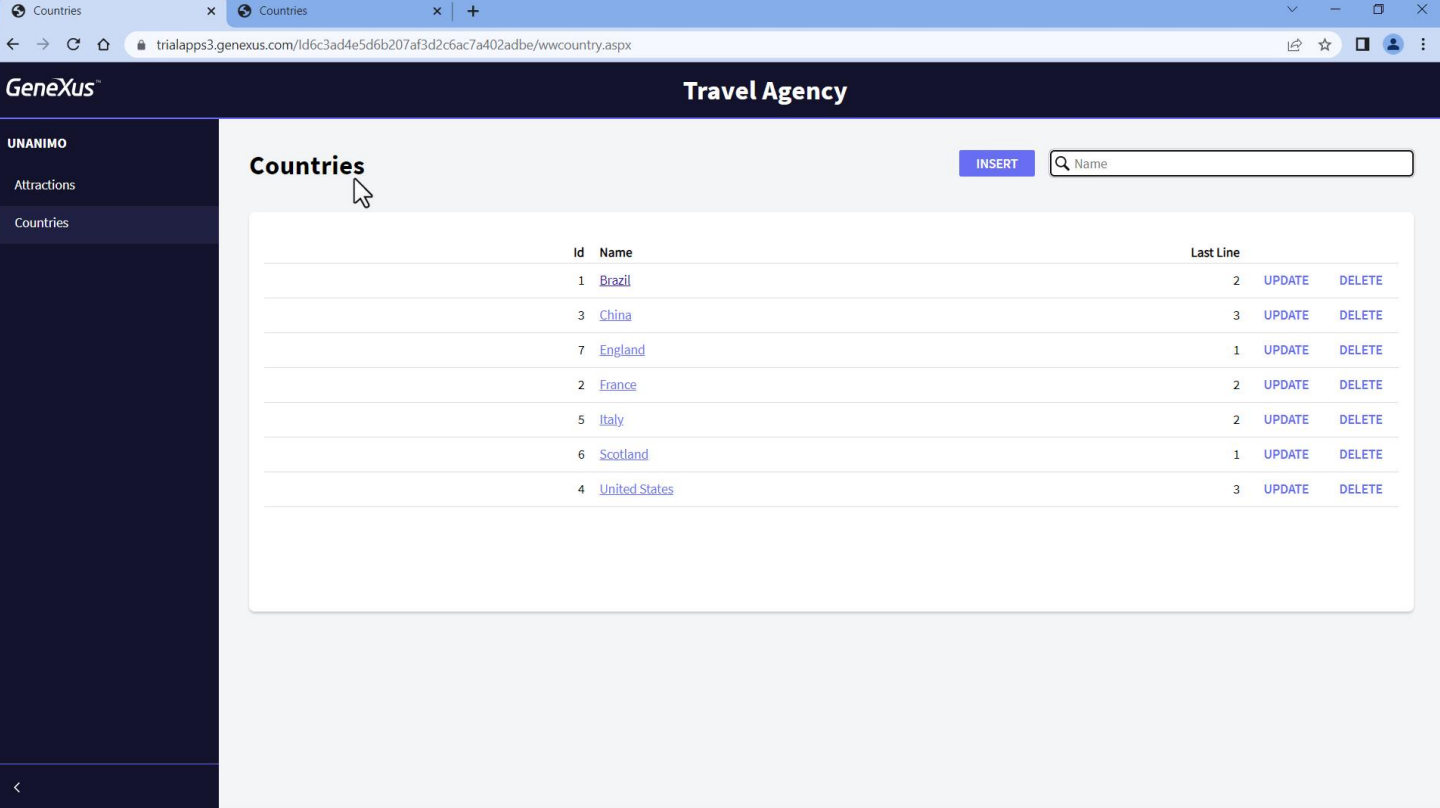 Countries
Countries
trialapps3.genexus.com/Id6c3ad4e5d6b207af3d2c6ac7a402adbe/wwcountry.aspx
GeneXus™
Travel Agency
UNANIMO
Attractions
Countries
Countries
INSERT
Name
Id Name Last Line
1 Brazil 2 UPDATE DELETE
3 China 3 UPDATE DELETE
7 England 1 UPDATE DELETE
2 France 2 UPDATE DELETE
5 Italy 2 UPDATE DELETE
6 Scotland 1 UPDATE DELETE
4 United States 3 UPDATE DELETE